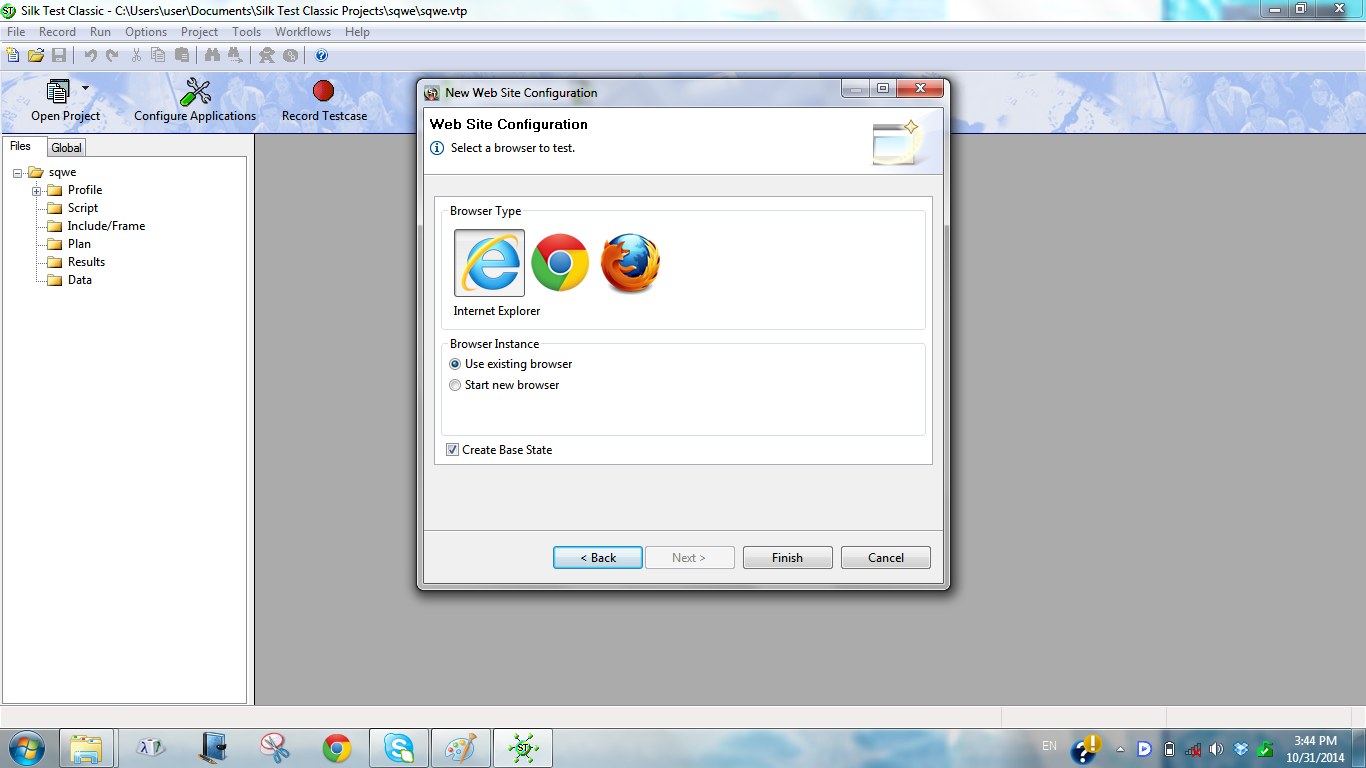 Silk Test Classic - C:\Users\user\Documents\Silk Test Classic Projects\sqwe\sqwe.vtp
File Record Run Options Project Tools Workflows Help
Open Project Configure Applications Record Testcase
Files Global
sqwe
Profile
Script
Include/Frame
Plan
Results
Data
New Web Site Configuration
Web Site Configuration
Select a browser to test.
Browser Type
Internet Explorer
Browser Instance
Use existing browser
Start new browser
Create Base State
< Back Next > Finish Cancel
EN
3:44 PM
10/31/2014